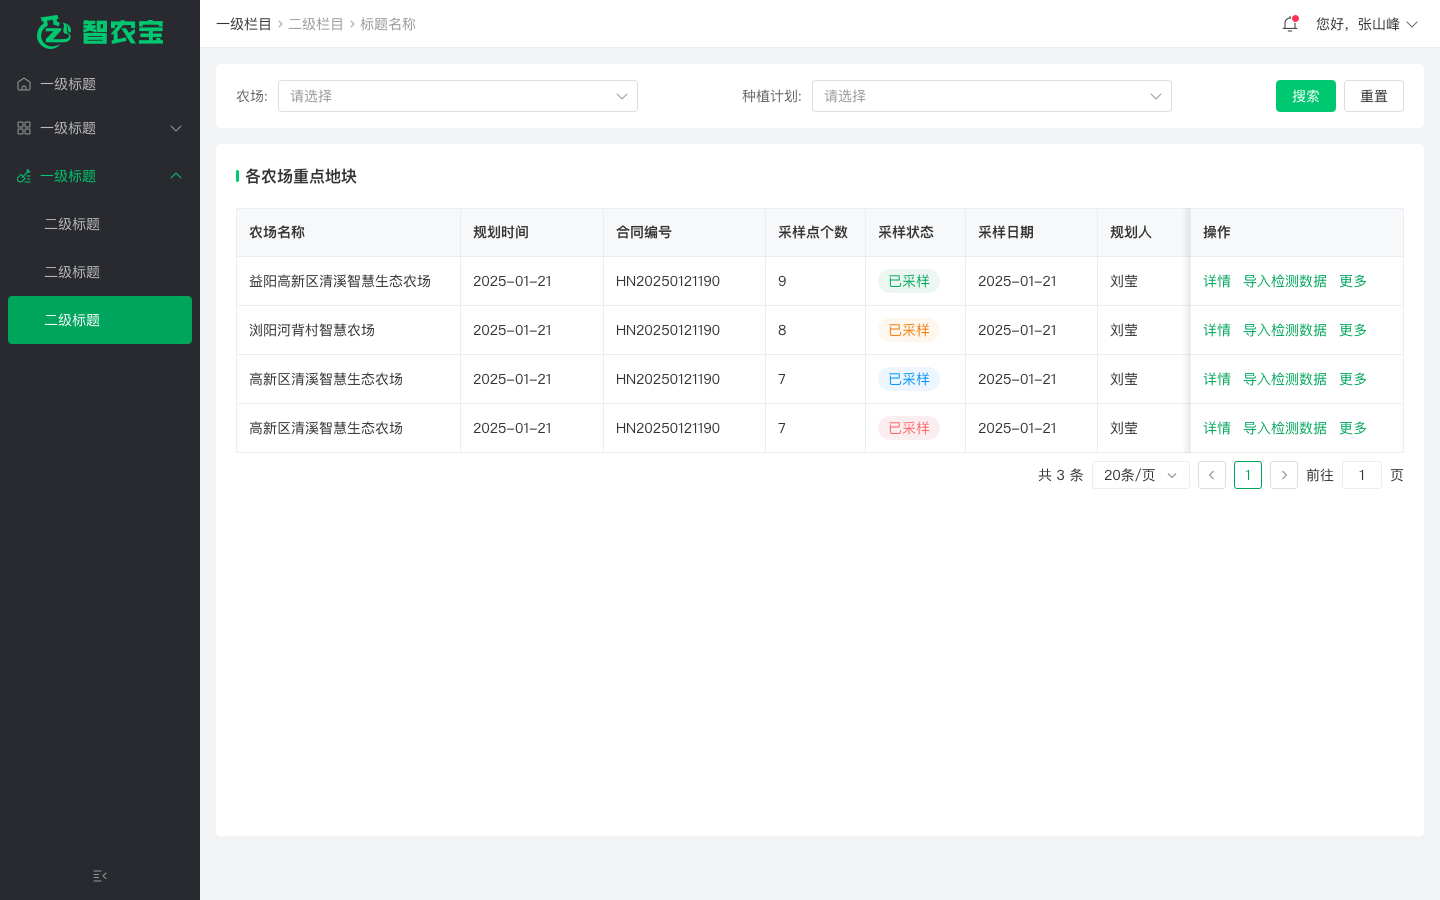 智农宝
一级标题
一级标题
一级标题
二级标题
二级标题
二级标题
一级栏目 > 二级栏目 > 标题名称
您好，张山峰
农场: 请选择
种植计划: 请选择
搜索 重置
各农场重点地块
农场名称 规划时间 合同编号 采样点个数 采样状态 采样日期 规划人 操作
益阳高新区清溪智慧生态农场 2025-01-21 HN20250121190 9 已采样 2025-01-21 刘莹 详情 导入检测数据 更多
浏阳河背村智慧农场 2025-01-21 HN20250121190 8 已采样 2025-01-21 刘莹 详情 导入检测数据 更多
高新区清溪智慧生态农场 2025-01-21 HN20250121190 7 已采样 2025-01-21 刘莹 详情 导入检测数据 更多
高新区清溪智慧生态农场 2025-01-21 HN20250121190 7 已采样 2025-01-21 刘莹 详情 导入检测数据 更多
共 3 条 20条/页 1 前往 1 页